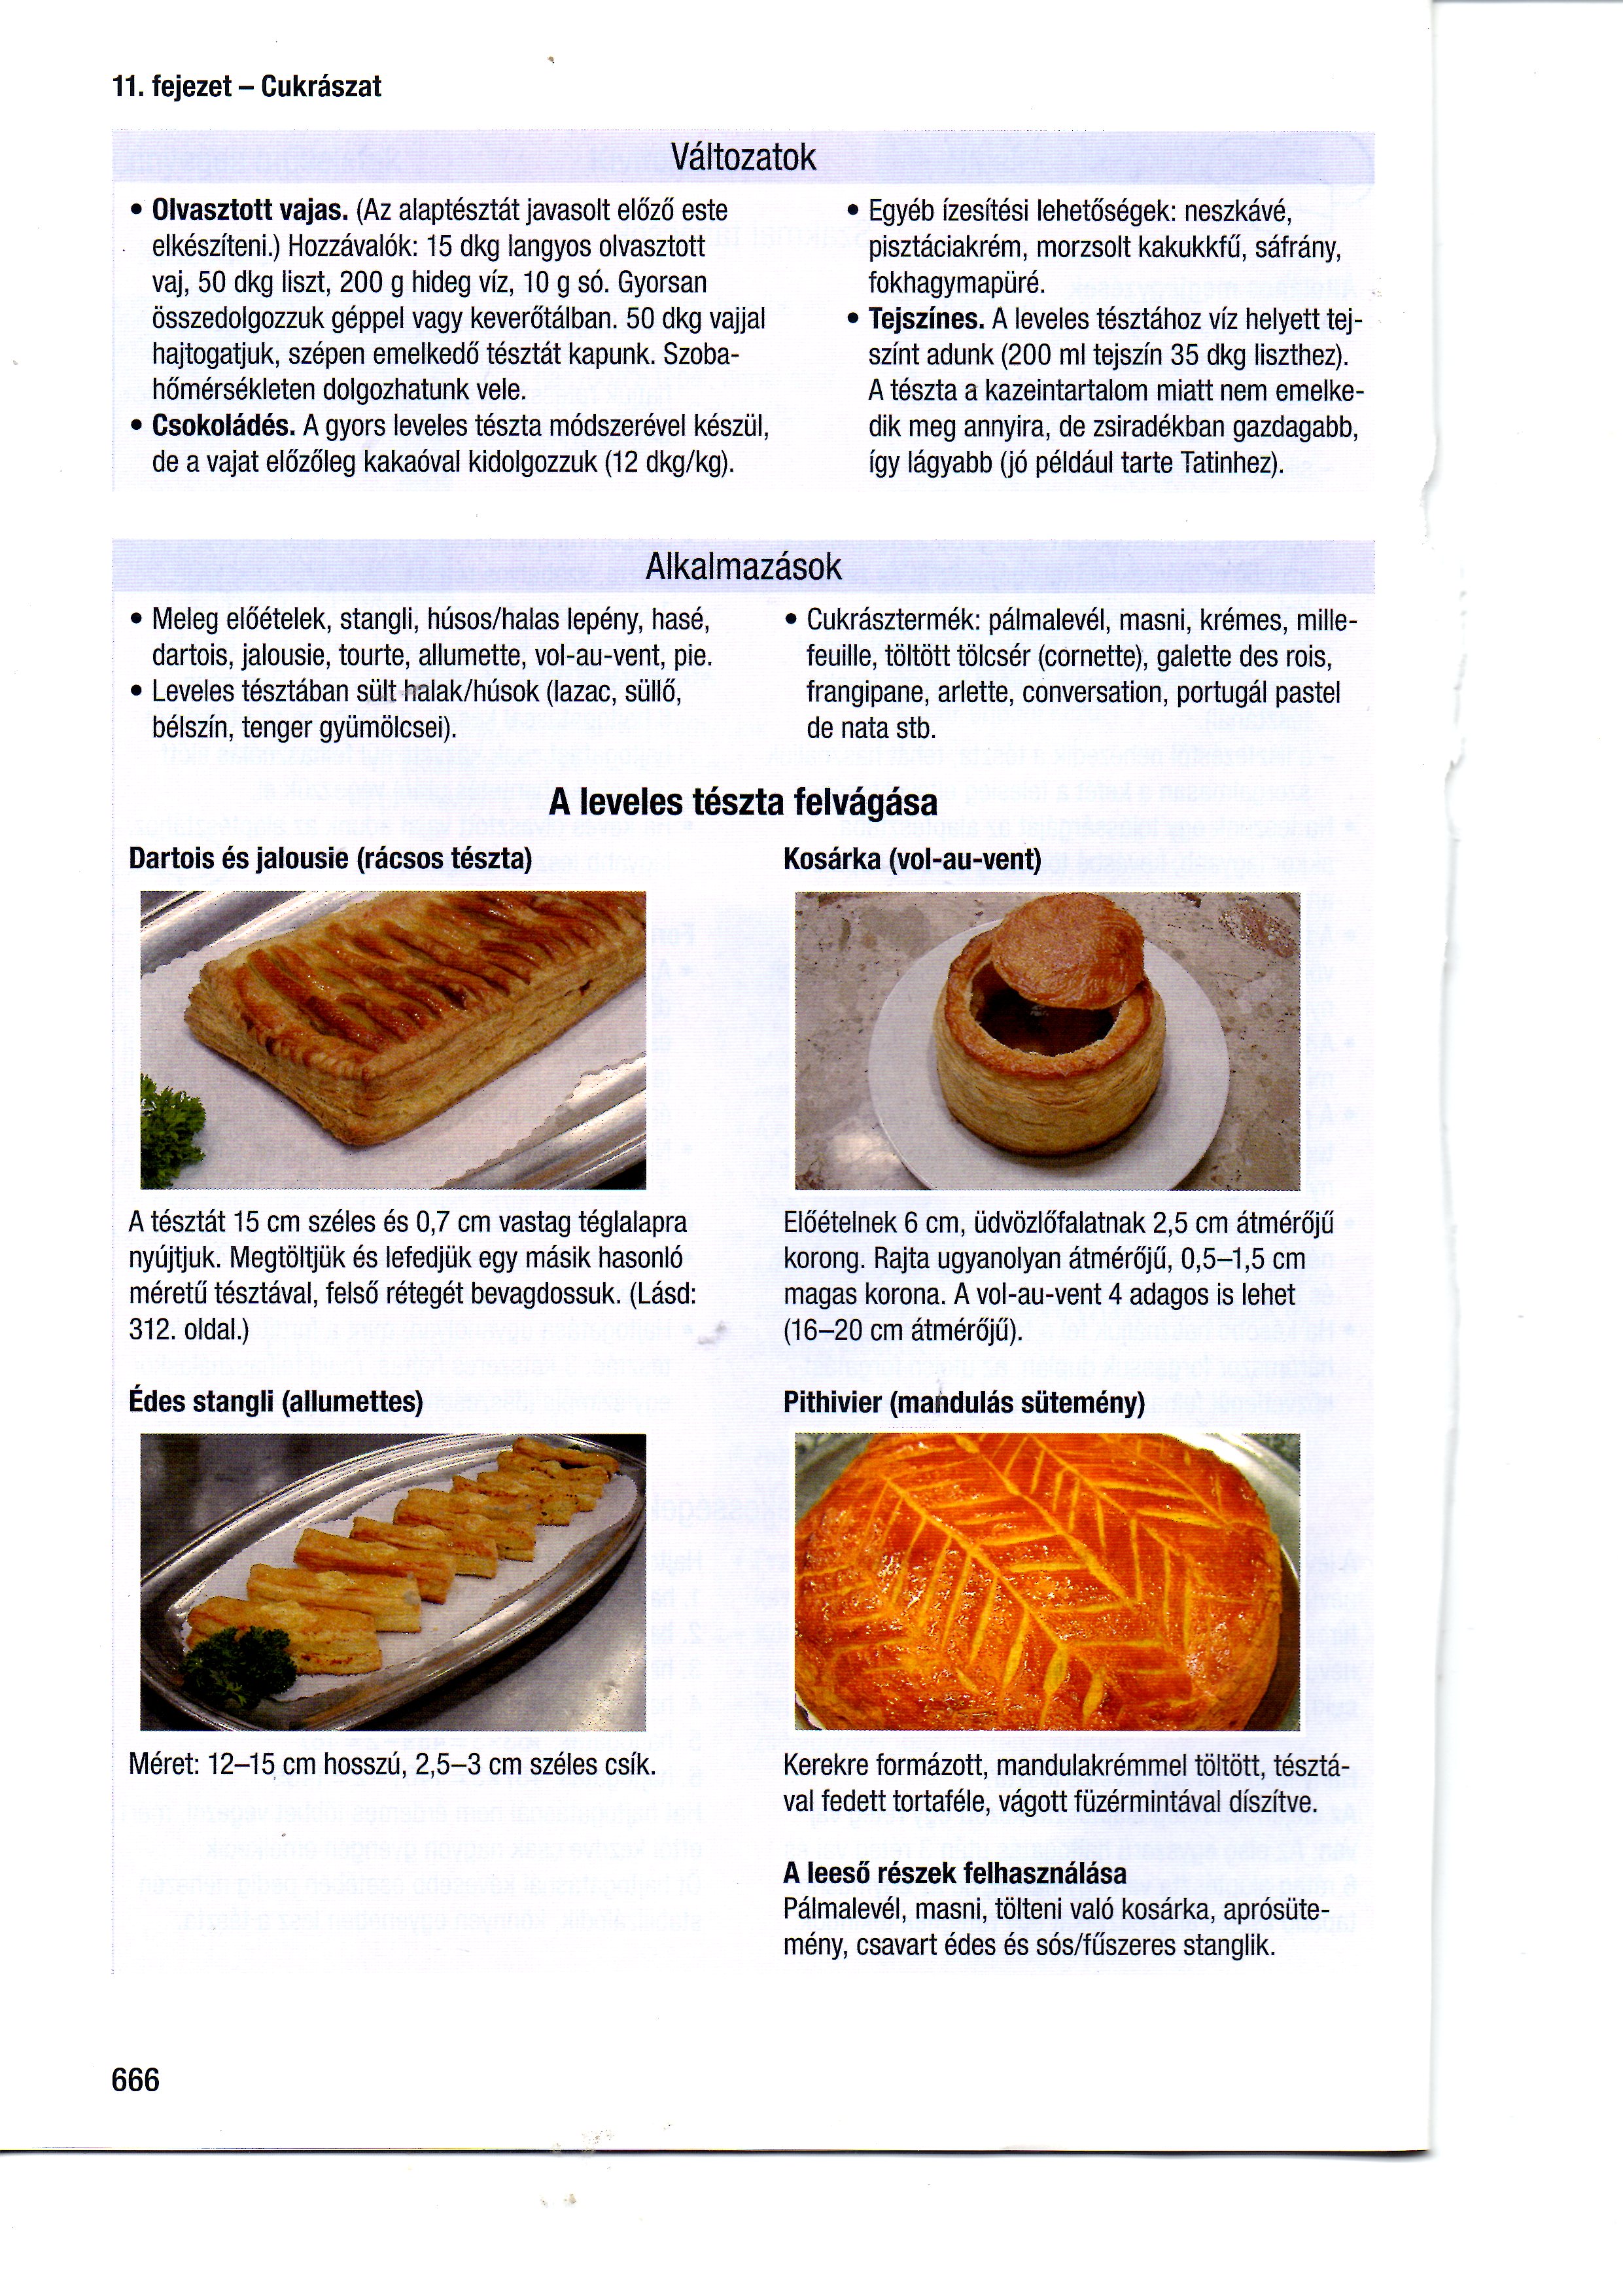 11. fejezet – Cukrászat
Változatok
• Olvasztott vajas. (Az alaptésztát javasolt előző este
elkészíteni.) Hozzávalók: 15 dkg langyos olvasztott
vaj, 50 dkg liszt, 200 g hideg víz, 10 g só. Gyorsan
összedolgozzuk géppel vagy keverőtálban. 50 dkg vajjal
hajtogatjuk, szépen emelkedő tésztát kapunk. Szoba-
hőmérsékleten dolgozhatunk vele.
• Csokoládés. A gyors leveles tészta módszerével készül,
de a vajat előzőleg kakaóval kidolgozzuk (12 dkg/kg).
• Egyéb ízesítési lehetőségek: neszkávé,
pisztáciakrém, morzsolt kakukkfű, sáfrány,
fokhagymapüré.
• Tejszínes. A leveles tésztához víz helyett tej-
színt adunk (200 ml tejszín 35 dkg liszthez).
A tészta a kazeintartalom miatt nem emelke-
dik meg annyira, de zsiradékban gazdagabb,
így lágyabb (jó például tarte Tatinhez).
Alkalmazások
• Meleg előételek, stangli, húsos/halas lepény, hasé,
dartois, jalousie, tourte, allumette, vol-au-vent, pie.
• Leveles tésztában sült halak/húsok (lazac, süllő,
bélszín, tenger gyümölcsei).
• Cukrásztermék: pálmalevél, masni, krémes, mille-
feuille, töltött tölcsér (cornette), galette des rois,
frangipane, arlette, conversation, portugál pastel
de nata stb.
A leveles tészta felvágása
Dartois és jalousie (rácsos tészta)
A tésztát 15 cm széles és 0,7 cm vastag téglalapra
nyújtjuk. Megtöltjük és lefedjük egy másik hasonló
méretű tésztával, felső rétegét bevagdossuk. (Lásd:
312. oldal.)
Kosárka (vol-au-vent)
Előételnek 6 cm, üdvözlőfalatnak 2,5 cm átmérőjű
korong. Rajta ugyanolyan átmérőjű, 0,5–1,5 cm
magas korona. A vol-au-vent 4 adagos is lehet
(16–20 cm átmérőjű).
Édes stangli (allumettes)
Méret: 12–15 cm hosszú, 2,5–3 cm széles csík.
Pithivier (mandulás sütemény)
Kerekre formázott, mandulakrémmel töltött, tésztá-
val fedett tortaféle, vágott füzérmintával díszítve.
A leeső részek felhasználása
Pálmalevél, masni, tölteni való kosárka, aprósüte-
mény, csavart édes és sós/fűszeres stanglik.
666